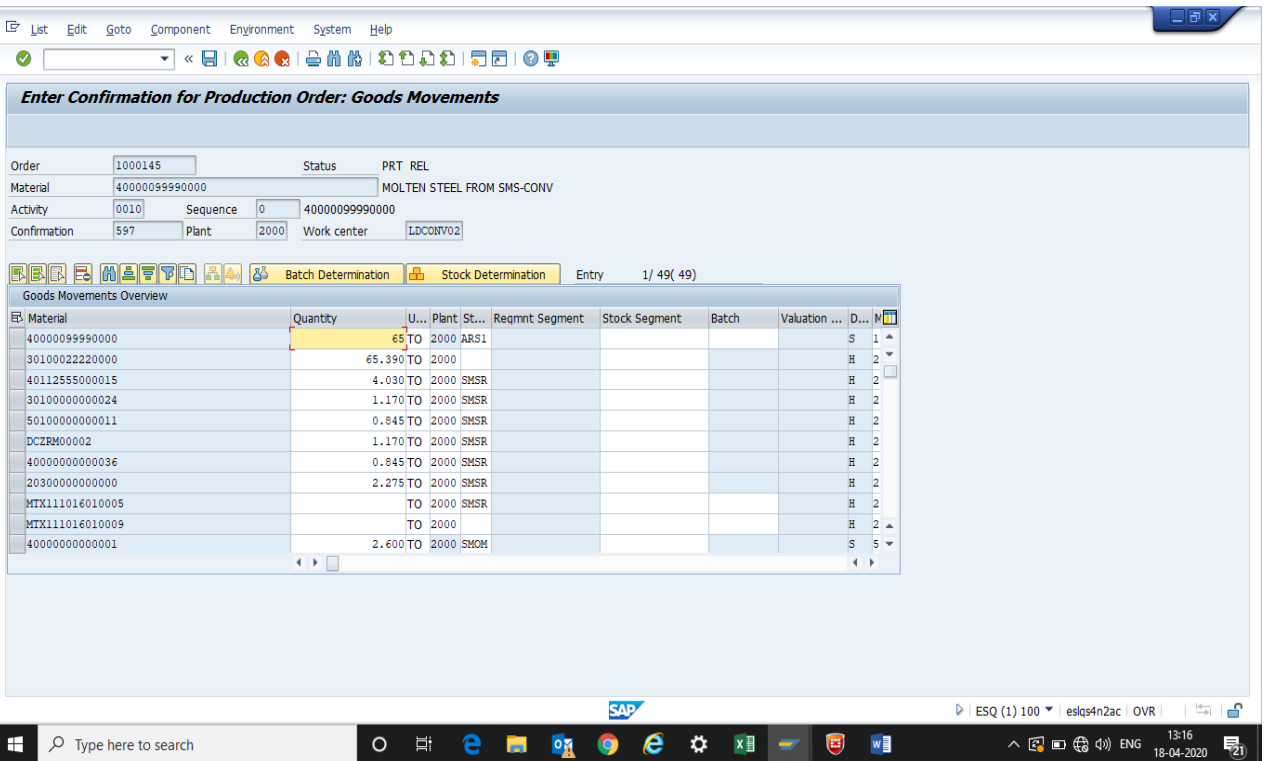 List Edit Goto Component Environment System Help
Enter Confirmation for Production Order: Goods Movements
Order 1000145 Status PRT REL
Material 40000099990000 MOLTEN STEEL FROM SMS-CONV
Activity 0010 Sequence 0 40000099990000
Confirmation 597 Plant 2000 Work center LDCONV02
Batch Determination Stock Determination Entry 1/ 49( 49)
Goods Movements Overview
Material Quantity U... Plant St... Reqmnt Segment Stock Segment Batch Valuation ... D... M
40000099990000 65 TO 2000 ARS1 S 1
30100022220000 65.390 TO 2000 H 2
40112555000015 4.030 TO 2000 SMSR H 2
30100000000024 1.170 TO 2000 SMSR H 2
50100000000011 0.845 TO 2000 SMSR H 2
DCZRM00002 1.170 TO 2000 SMSR H 2
40000000000036 0.845 TO 2000 SMSR H 2
20300000000000 2.275 TO 2000 SMSR H 2
MTX111016010005 TO 2000 SMSR H 2
MTX111016010009 TO 2000 H 2
40000000000001 2.600 TO 2000 SMOM S 5
SAP ESQ (1) 100 eslqs4n2ac OVR
Type here to search ENG 13:16
18-04-2020 21